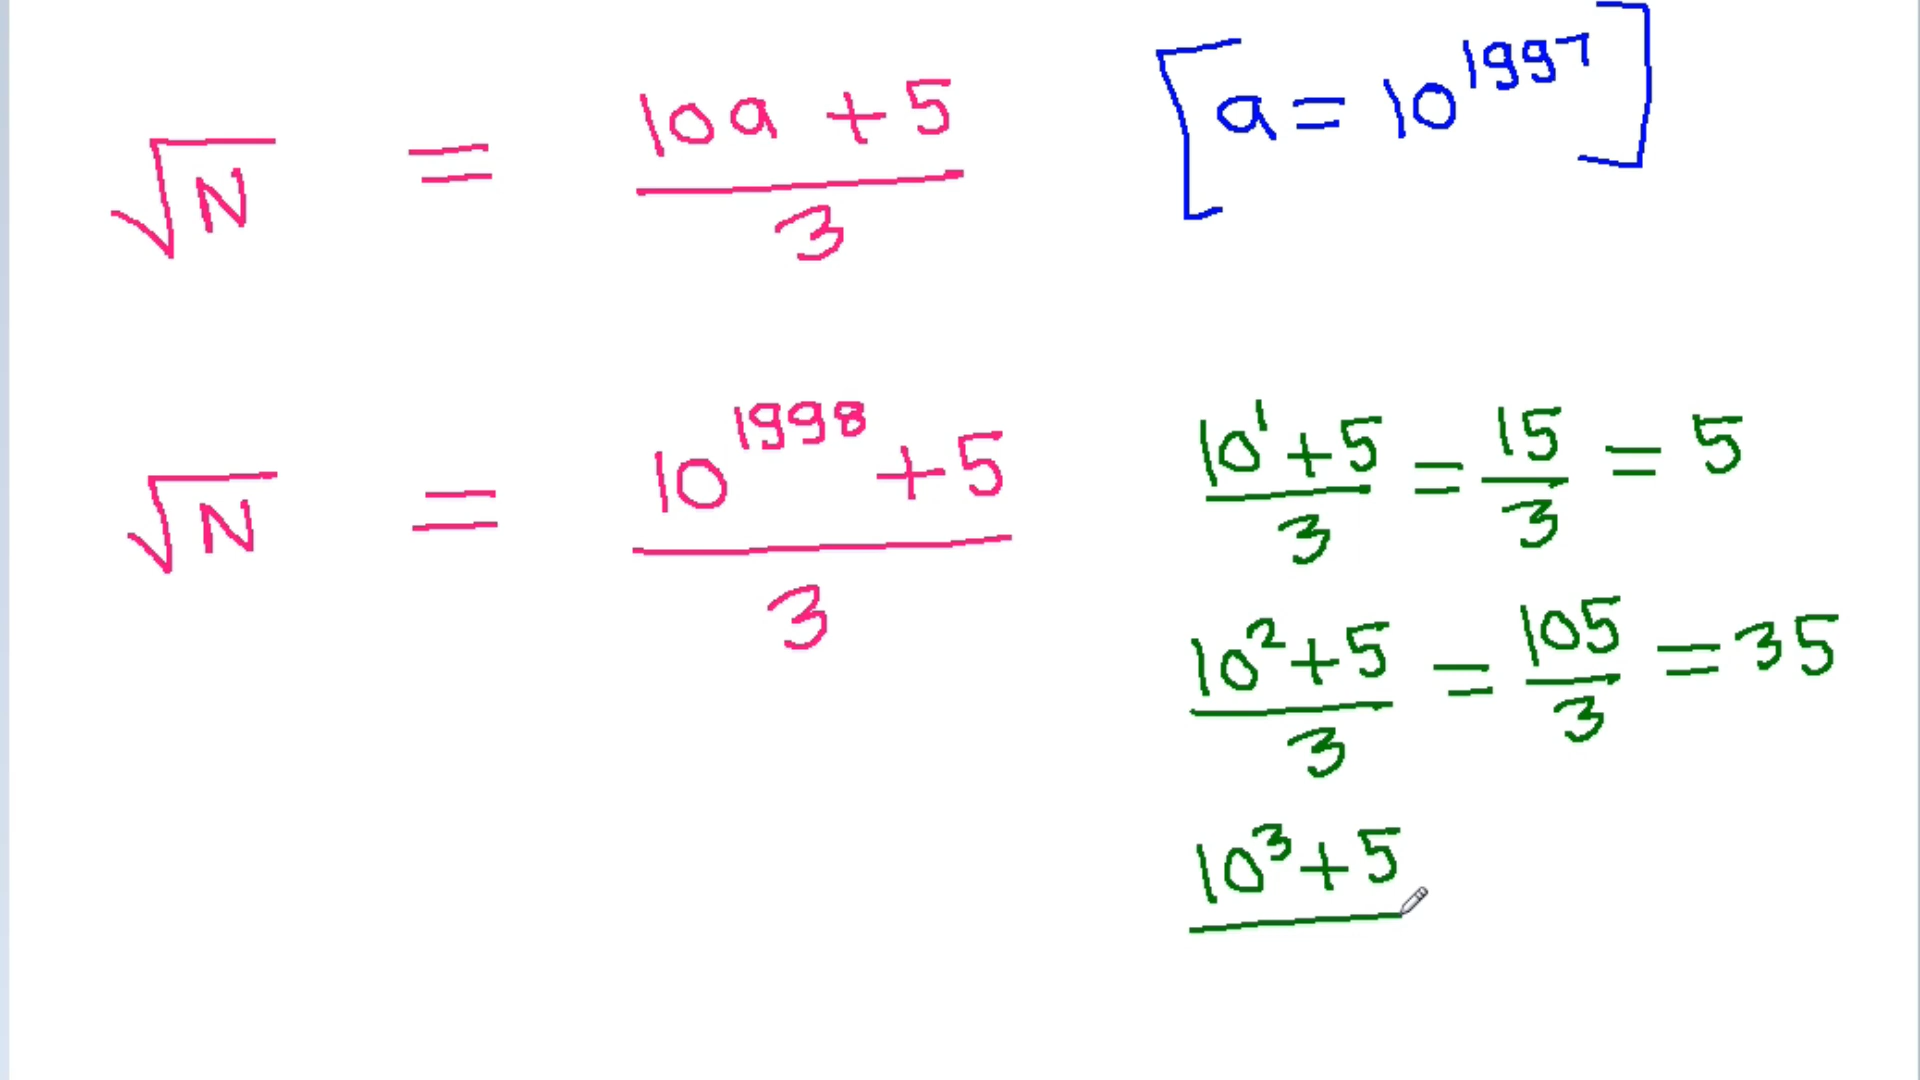 √N = (10a + 5)/3
[a = 10^1997]
√N = (10^1998 + 5)/3
(10^1 + 5)/3 = 15/3 = 5
(10^2 + 5)/3 = 105/3 = 35
10^3 + 5